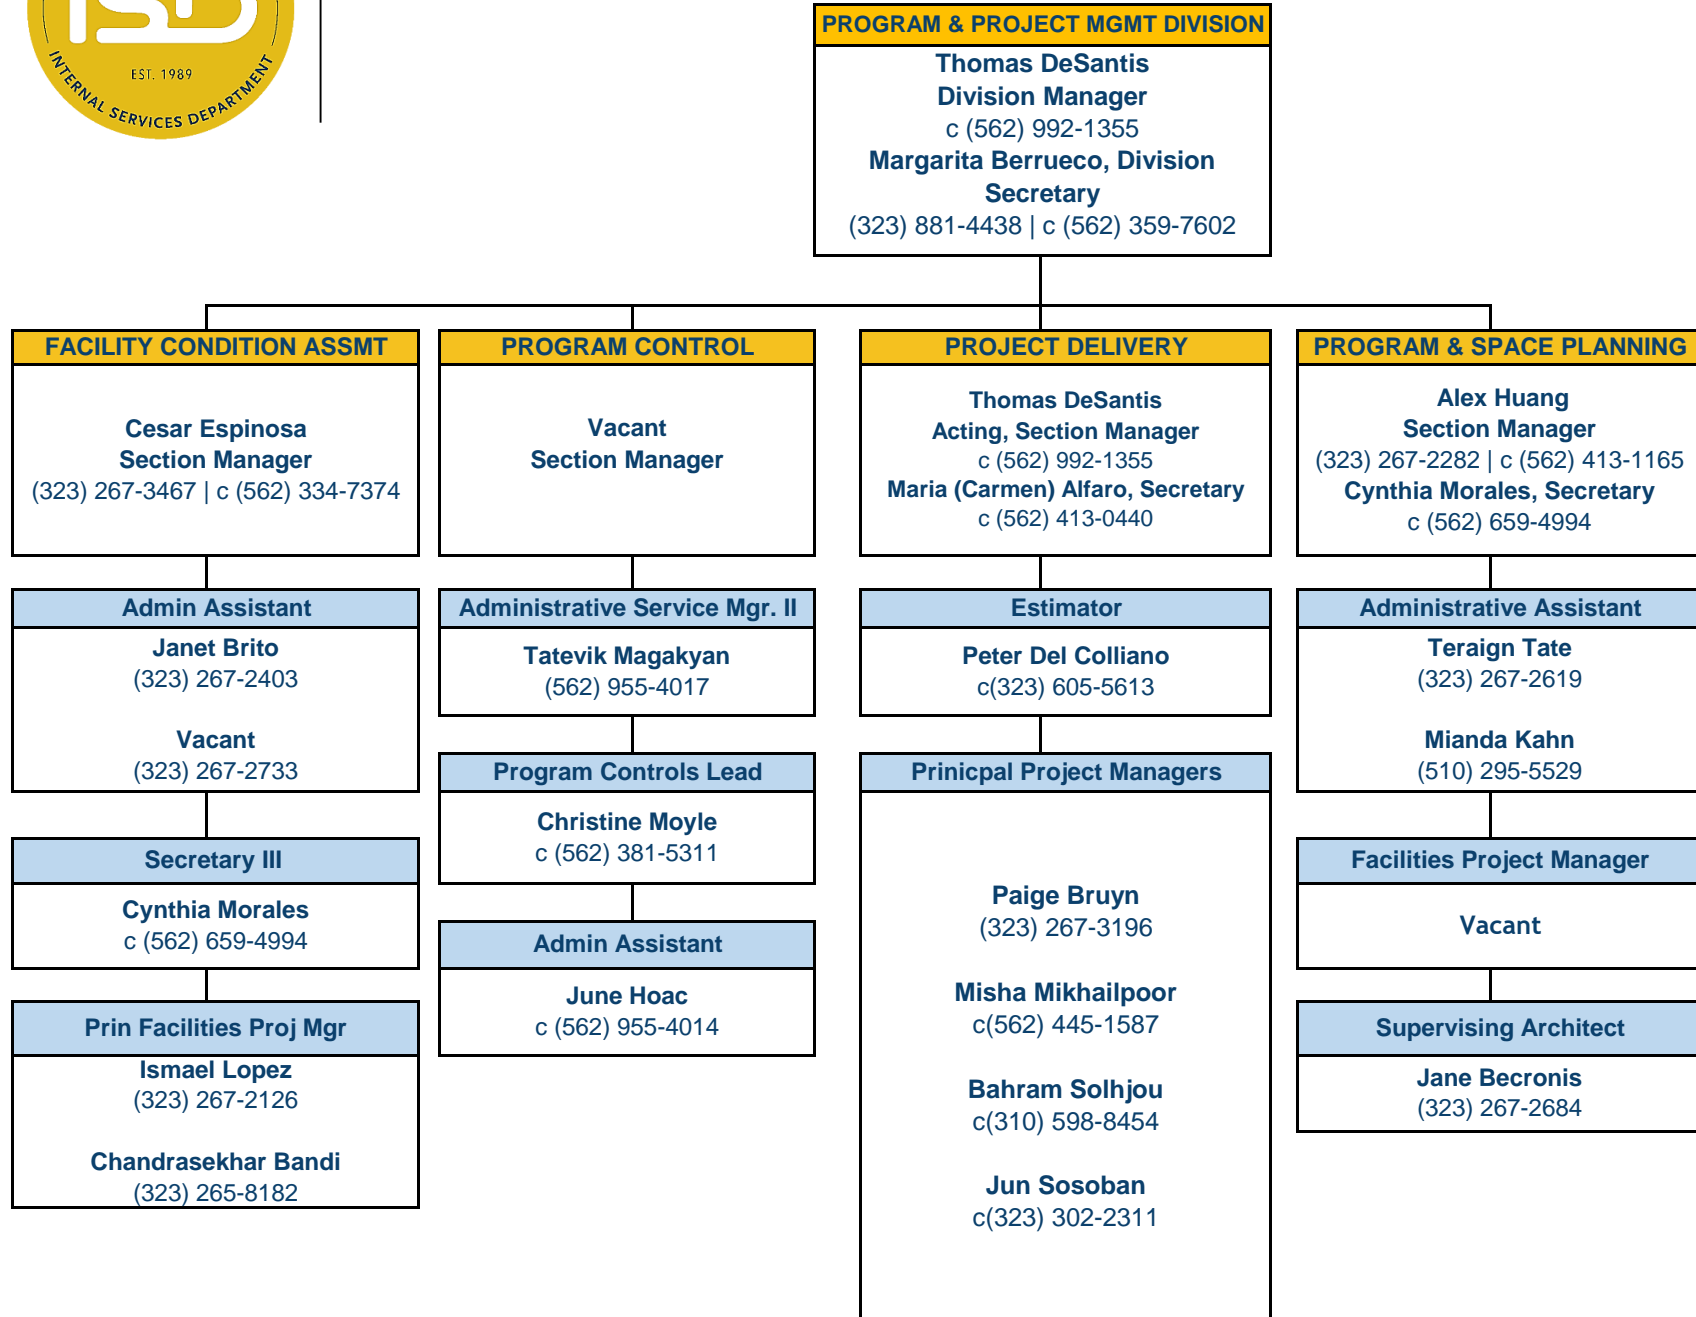 ISD
EST. 1989
INTERNAL SERVICES DEPARTMENT
PROGRAM & PROJECT MGMT DIVISION
Thomas DeSantis
Division Manager
c (562) 992-1355
Margarita Berrueco, Division
Secretary
(323) 881-4438 | c (562) 359-7602
FACILITY CONDITION ASSMT
Cesar Espinosa
Section Manager
(323) 267-3467 | c (562) 334-7374
Admin Assistant
Janet Brito
(323) 267-2403
Vacant
(323) 267-2733
Secretary III
Cynthia Morales
c (562) 659-4994
Prin Facilities Proj Mgr
Ismael Lopez
(323) 267-2126
Chandrasekhar Bandi
(323) 265-8182
PROGRAM CONTROL
Vacant
Section Manager
Administrative Service Mgr. II
Tatevik Magakyan
(562) 955-4017
Program Controls Lead
Christine Moyle
c (562) 381-5311
Admin Assistant
June Hoac
c (562) 955-4014
PROJECT DELIVERY
Thomas DeSantis
Acting, Section Manager
c (562) 992-1355
Maria (Carmen) Alfaro, Secretary
c (562) 413-0440
Estimator
Peter Del Colliano
c(323) 605-5613
Prinicpal Project Managers
Paige Bruyn
(323) 267-3196
Misha Mikhailpoor
c(562) 445-1587
Bahram Solhjou
c(310) 598-8454
Jun Sosoban
c(323) 302-2311
PROGRAM & SPACE PLANNING
Alex Huang
Section Manager
(323) 267-2282 | c (562) 413-1165
Cynthia Morales, Secretary
c (562) 659-4994
Administrative Assistant
Teraign Tate
(323) 267-2619
Mianda Kahn
(510) 295-5529
Facilities Project Manager
Vacant
Supervising Architect
Jane Becronis
(323) 267-2684